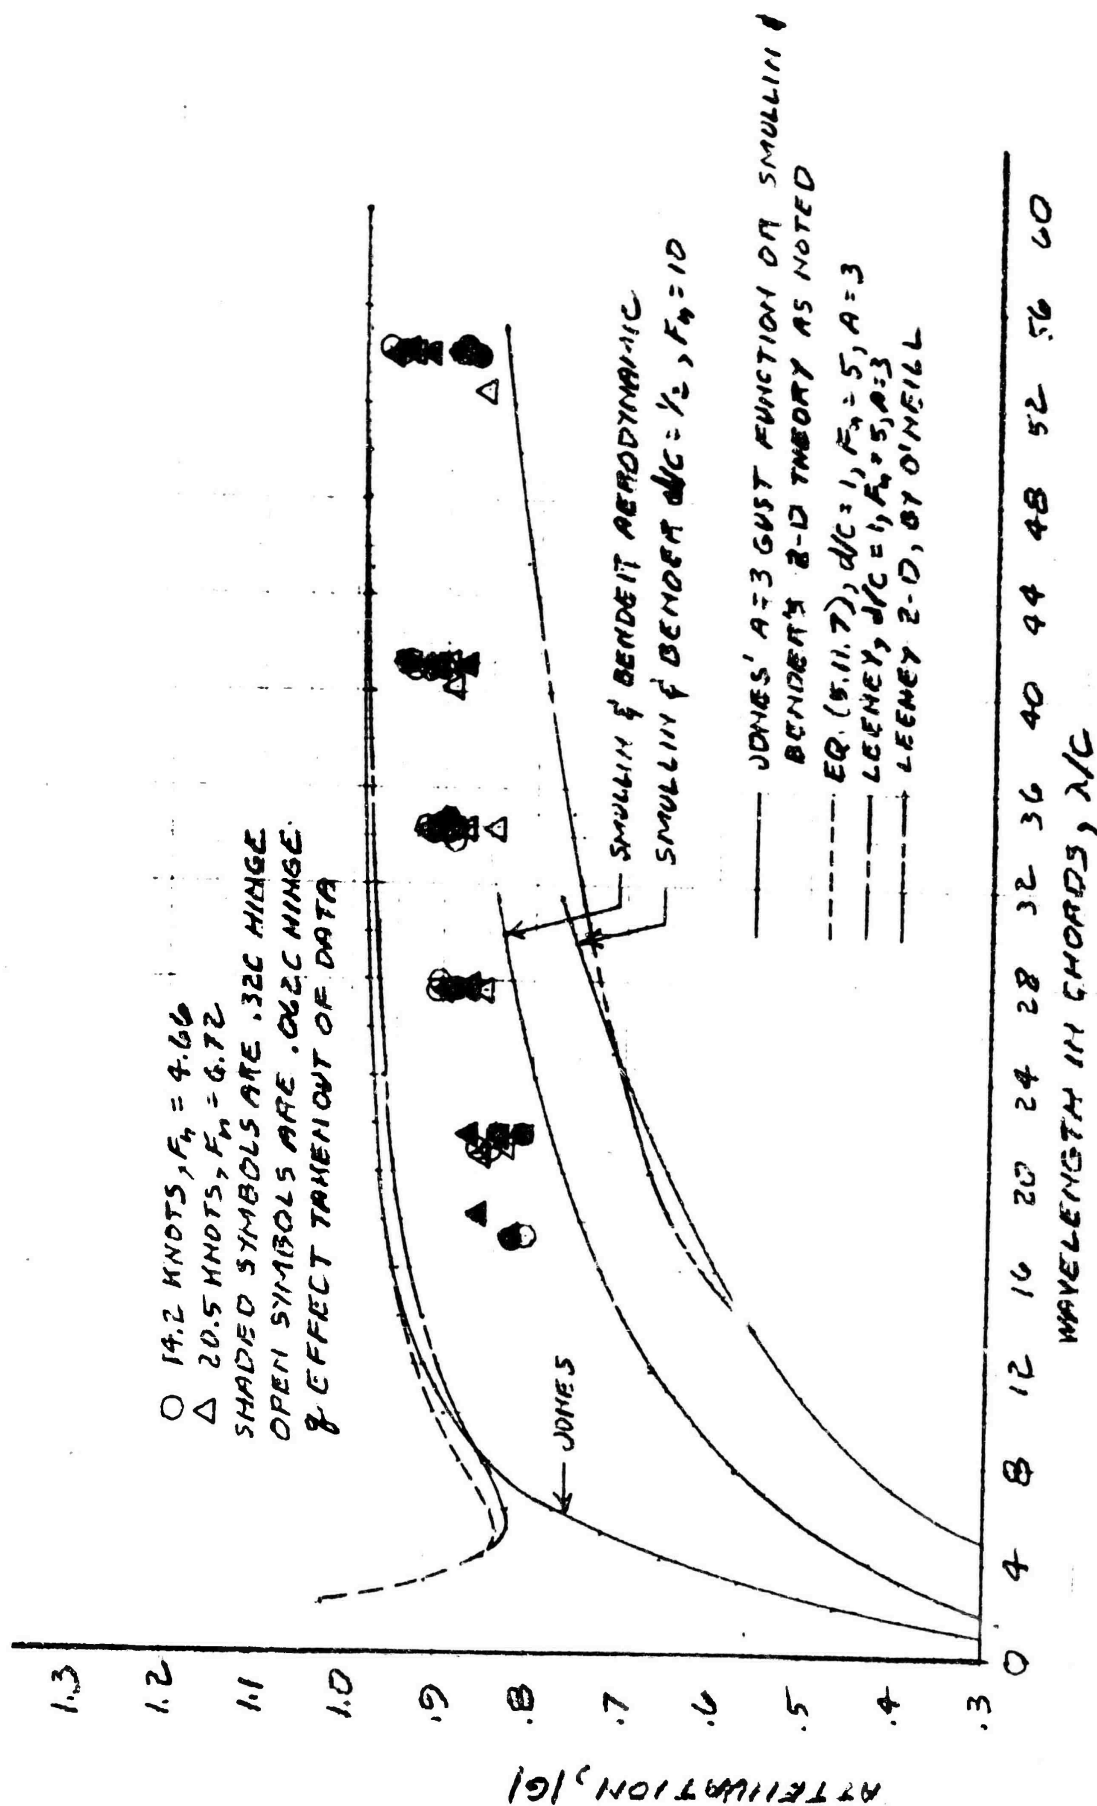 ○ 14.2 KNOTS, Fn = 4.66
△ 20.5 KNOTS, Fn = 6.72
SHADED SYMBOLS ARE .32C HINGE
OPEN SYMBOLS ARE .062C HINGE
g EFFECT TAKEN OUT OF DATA
JONES
SMULLIN & BENDER AERODYNAMIC
SMULLIN & BENDER d/C = 1/2, Fn = 10
JONES' A=3 GUST FUNCTION OR SMULLIN &
BENDER'S 2-D THEORY AS NOTED
EQ. (5.11.7), d/C = 1, Fn = 5, A = 3
LEEHEY, d/C = 1, Fn = 5, A = 3
LEEHEY 2-D, BY O'NEILL
ATTENUATION, |G|
1.3
1.2
1.1
1.0
.9
.8
.7
.6
.5
.4
.3
0 4 8 12 16 20 24 28 32 36 40 44 48 52 56 60
WAVELENGTH IN CHORDS, λ/C